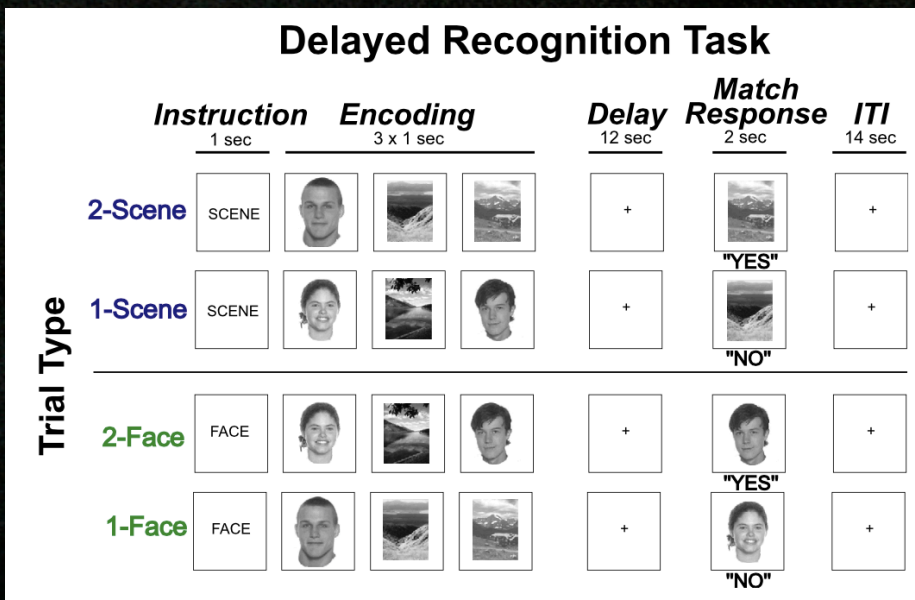 Delayed Recognition Task
Instruction
1 sec
Encoding
3 x 1 sec
Delay
12 sec
Match
Response
2 sec
ITI
14 sec
Trial Type
2-Scene
SCENE
+
+
"YES"
1-Scene
SCENE
+
+
"NO"
2-Face
FACE
+
+
"YES"
1-Face
FACE
+
+
"NO"